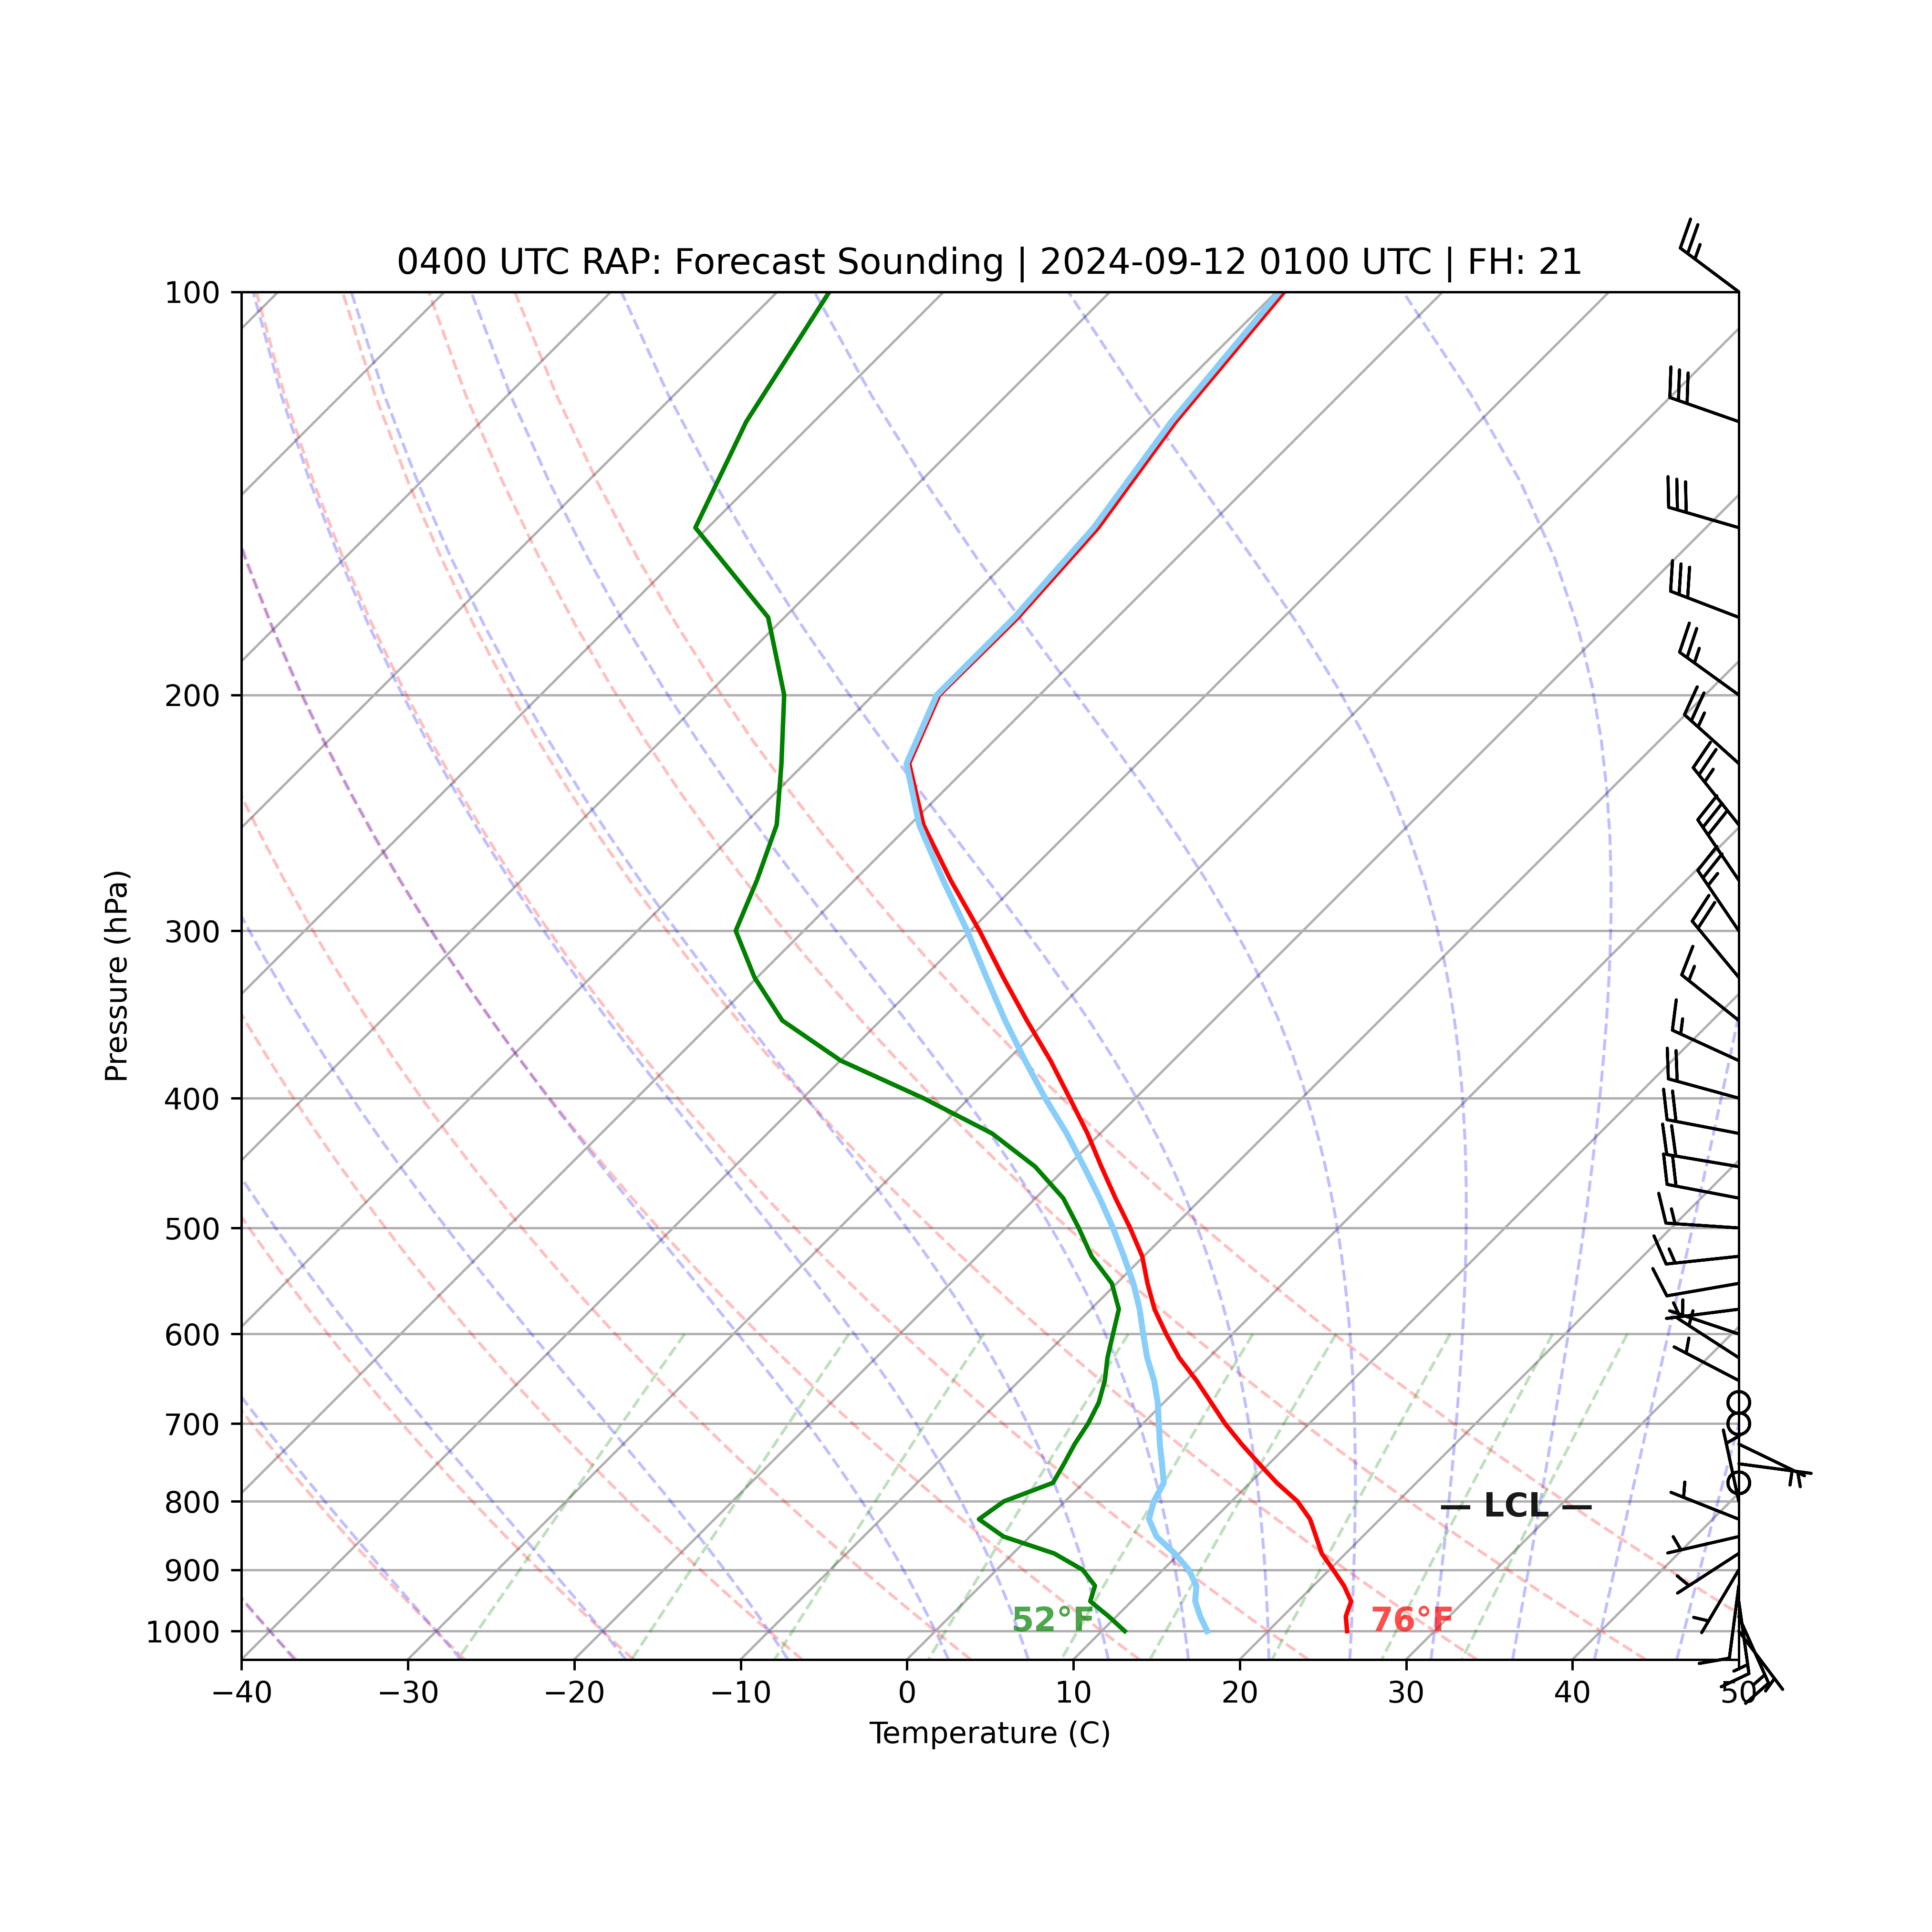 0400 UTC RAP: Forecast Sounding | 2024-09-12 0100 UTC | FH: 21
100
200
300
400
500
600
700
800
900
1000
Pressure (hPa)
— LCL —
52°F
76°F
−40 −30 −20 −10 0 10 20 30 40 50
Temperature (C)